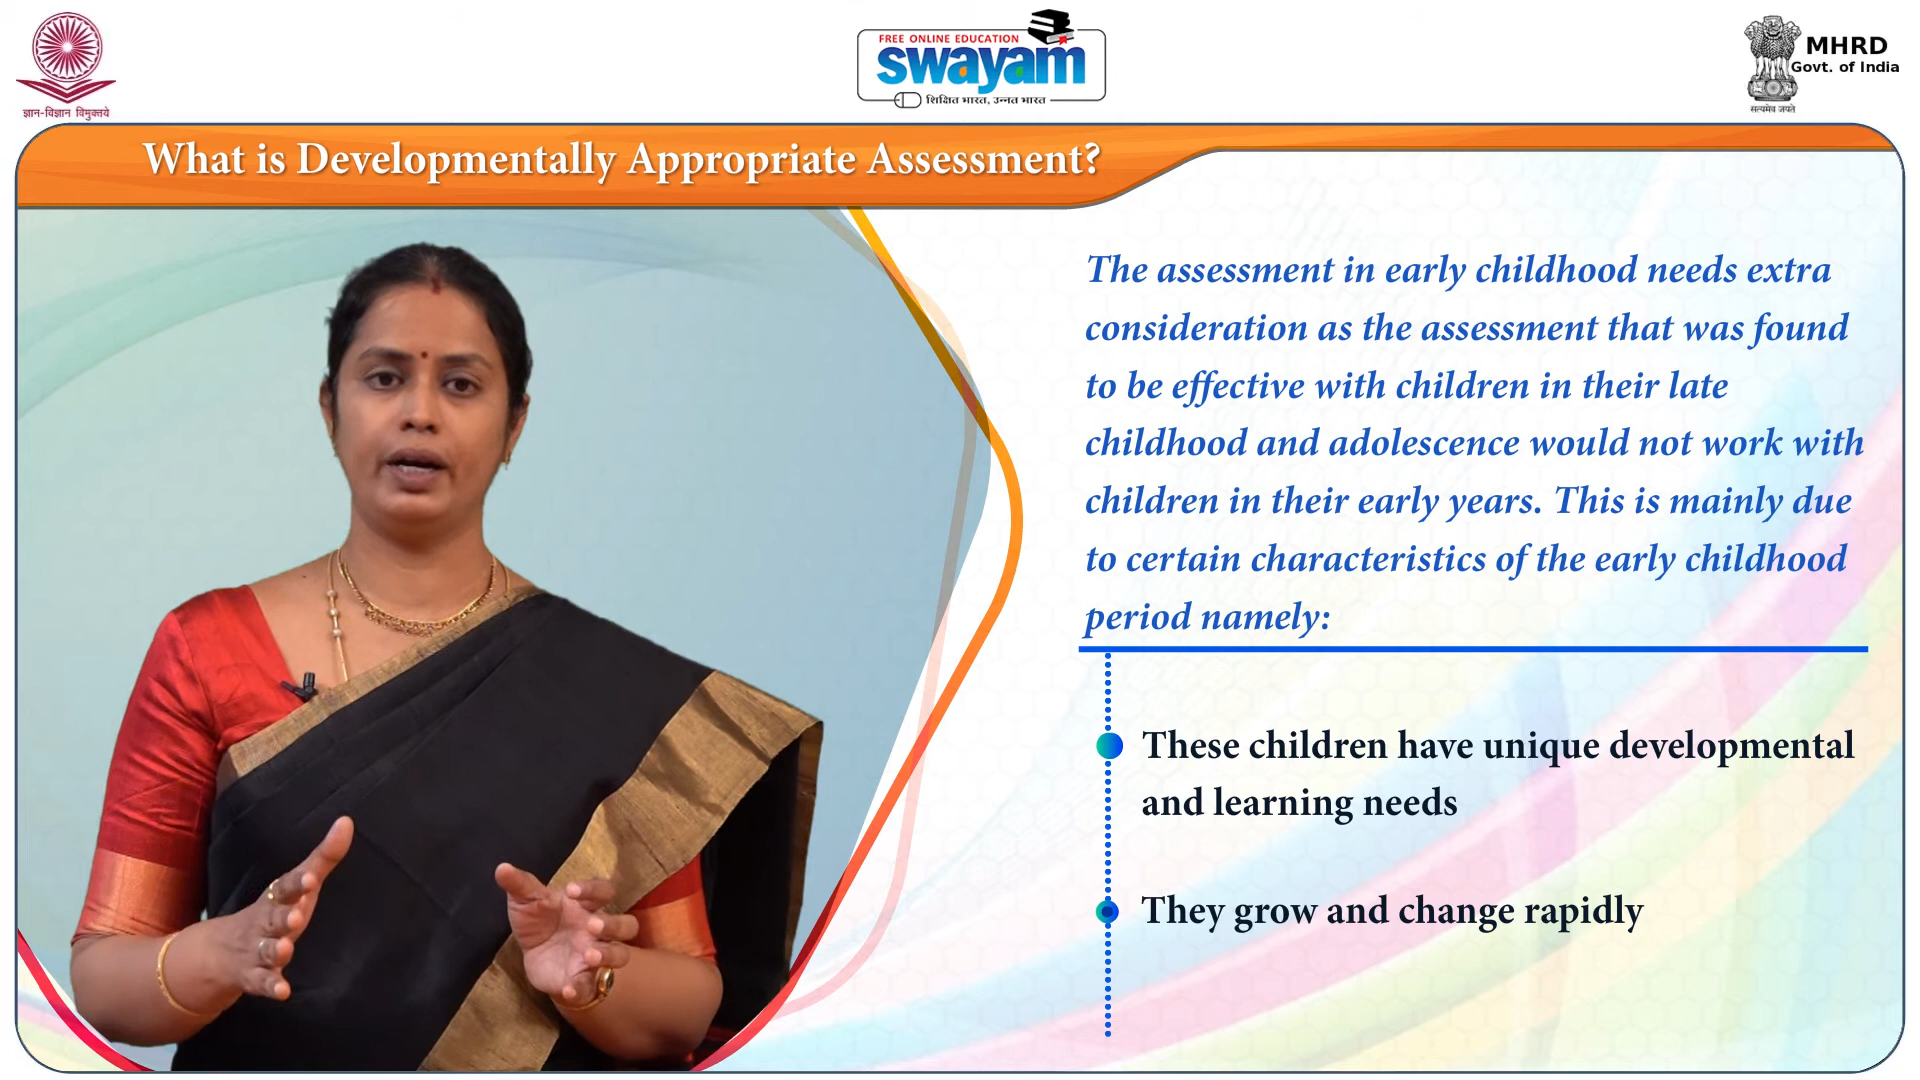 ज्ञान-विज्ञान विमुक्तये
FREE ONLINE EDUCATION
swayam
शिक्षित भारत, उन्नत भारत
MHRD
Govt. of India
सत्यमेव जयते
What is Developmentally Appropriate Assessment?
The assessment in early childhood needs extra
consideration as the assessment that was found
to be effective with children in their late
childhood and adolescence would not work with
children in their early years. This is mainly due
to certain characteristics of the early childhood
period namely:
These children have unique developmental
and learning needs
They grow and change rapidly